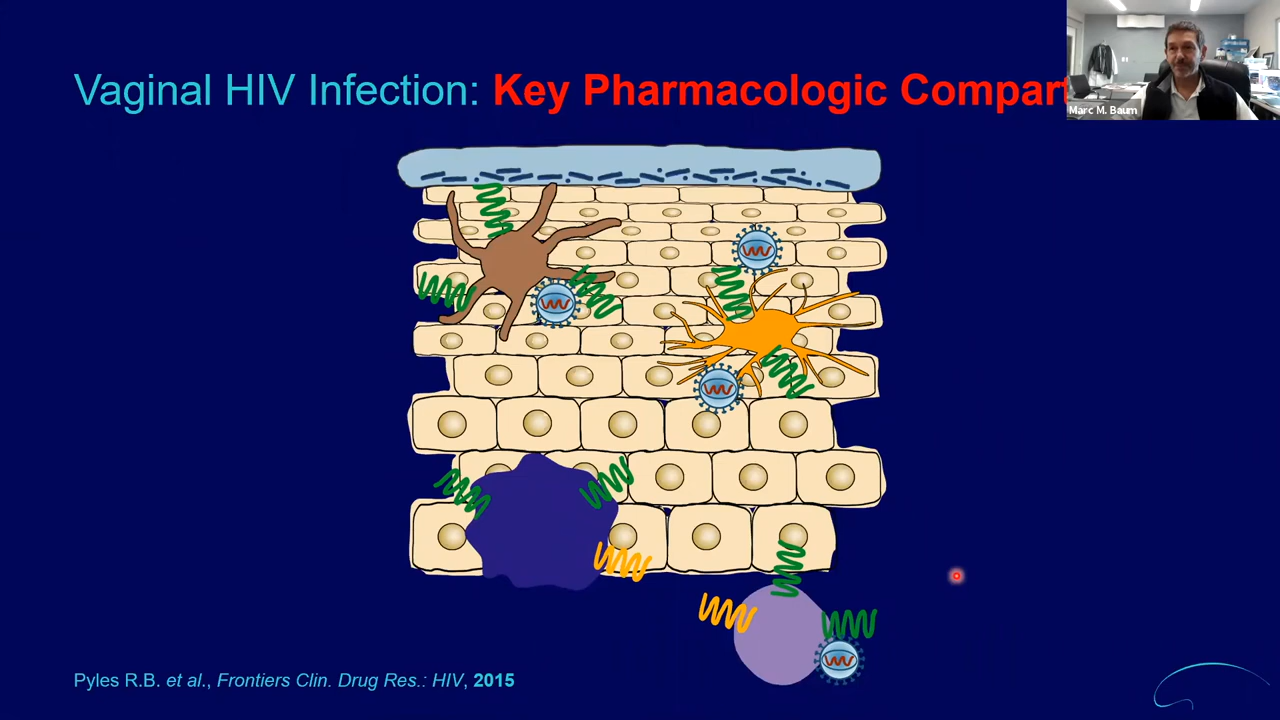 Vaginal HIV Infection: Key Pharmacologic Compart
Marc M. Baum
Pyles R.B. et al., Frontiers Clin. Drug Res.: HIV, 2015